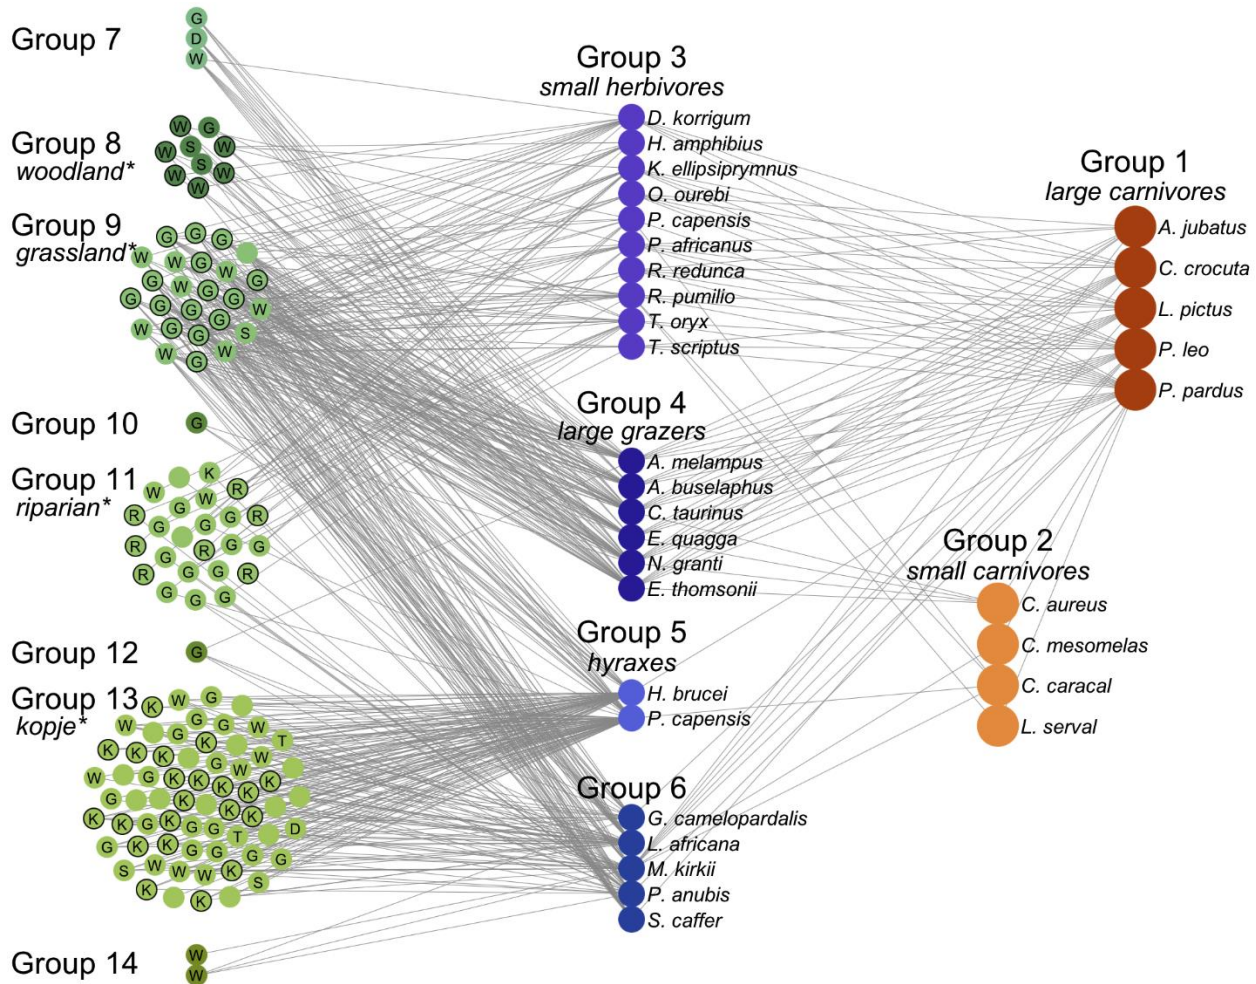 Group 7
G
D
W
Group 8
woodland*
W G
W S W
S
W W W
Group 9
grassland*
G G G
W W G W G
G W G G
G G G G W
W G G S
W G W
Group 10
G
Group 11
riparian*
K
W W R
R G G G R
R G R G G
R G G G R
G G G
Group 12
G
Group 13
kopje*
K W G
W G G G W T
K K K K G W W
W G K K K K K
G K K K
K K G K G G T D
G K K G G G G
S W W W K S
K K
Group 14
W
W
Group 3
small herbivores
D. korrigum
H. amphibius
K. ellipsiprymnus
O. ourebi
P. capensis
P. africanus
R. redunca
R. pumilio
T. oryx
T. scriptus
Group 4
large grazers
A. melampus
A. buselaphus
C. taurinus
E. quagga
N. granti
E. thomsonii
Group 5
hyraxes
H. brucei
P. capensis
Group 6
G. camelopardalis
L. africana
M. kirkii
P. anubis
S. caffer
Group 1
large carnivores
A. jubatus
C. crocuta
L. pictus
P. leo
P. pardus
Group 2
small carnivores
C. aureus
C. mesomelas
C. caracal
L. serval